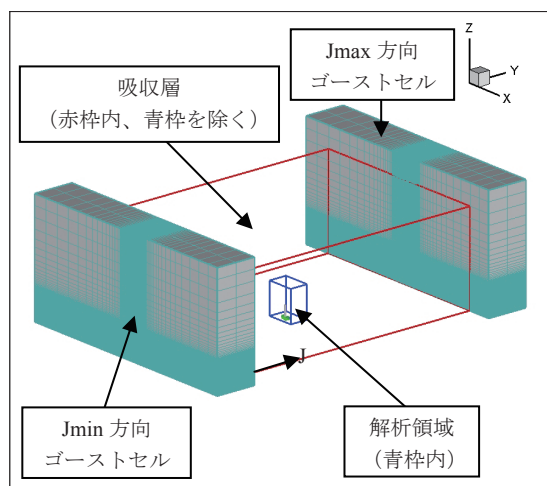 Jmax 方向
ゴーストセル
Z
Y
X
吸収層
（赤枠内、青枠を除く）
J
Jmin 方向
ゴーストセル
解析領域
（青枠内）